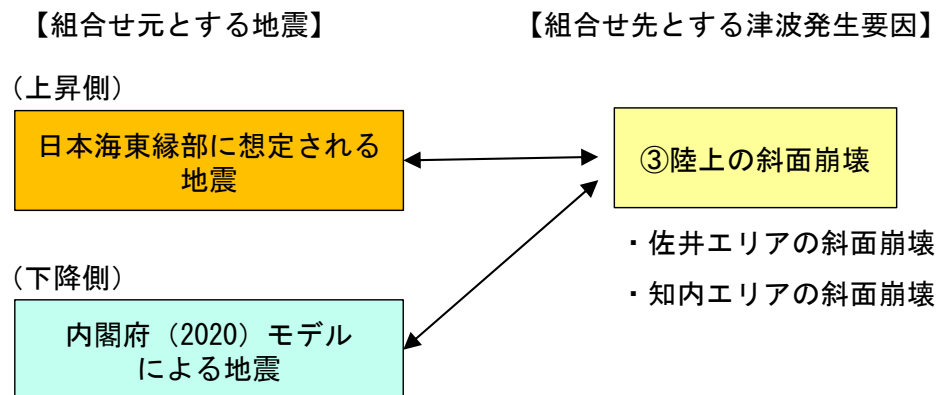 【組合せ元とする地震】
【組合せ先とする津波発生要因】
(上昇側)
日本海東縁部に想定される
地震
③陸上の斜面崩壊
・佐井エリアの斜面崩壊
・知内エリアの斜面崩壊
(下降側)
内閣府(2020)モデル
による地震